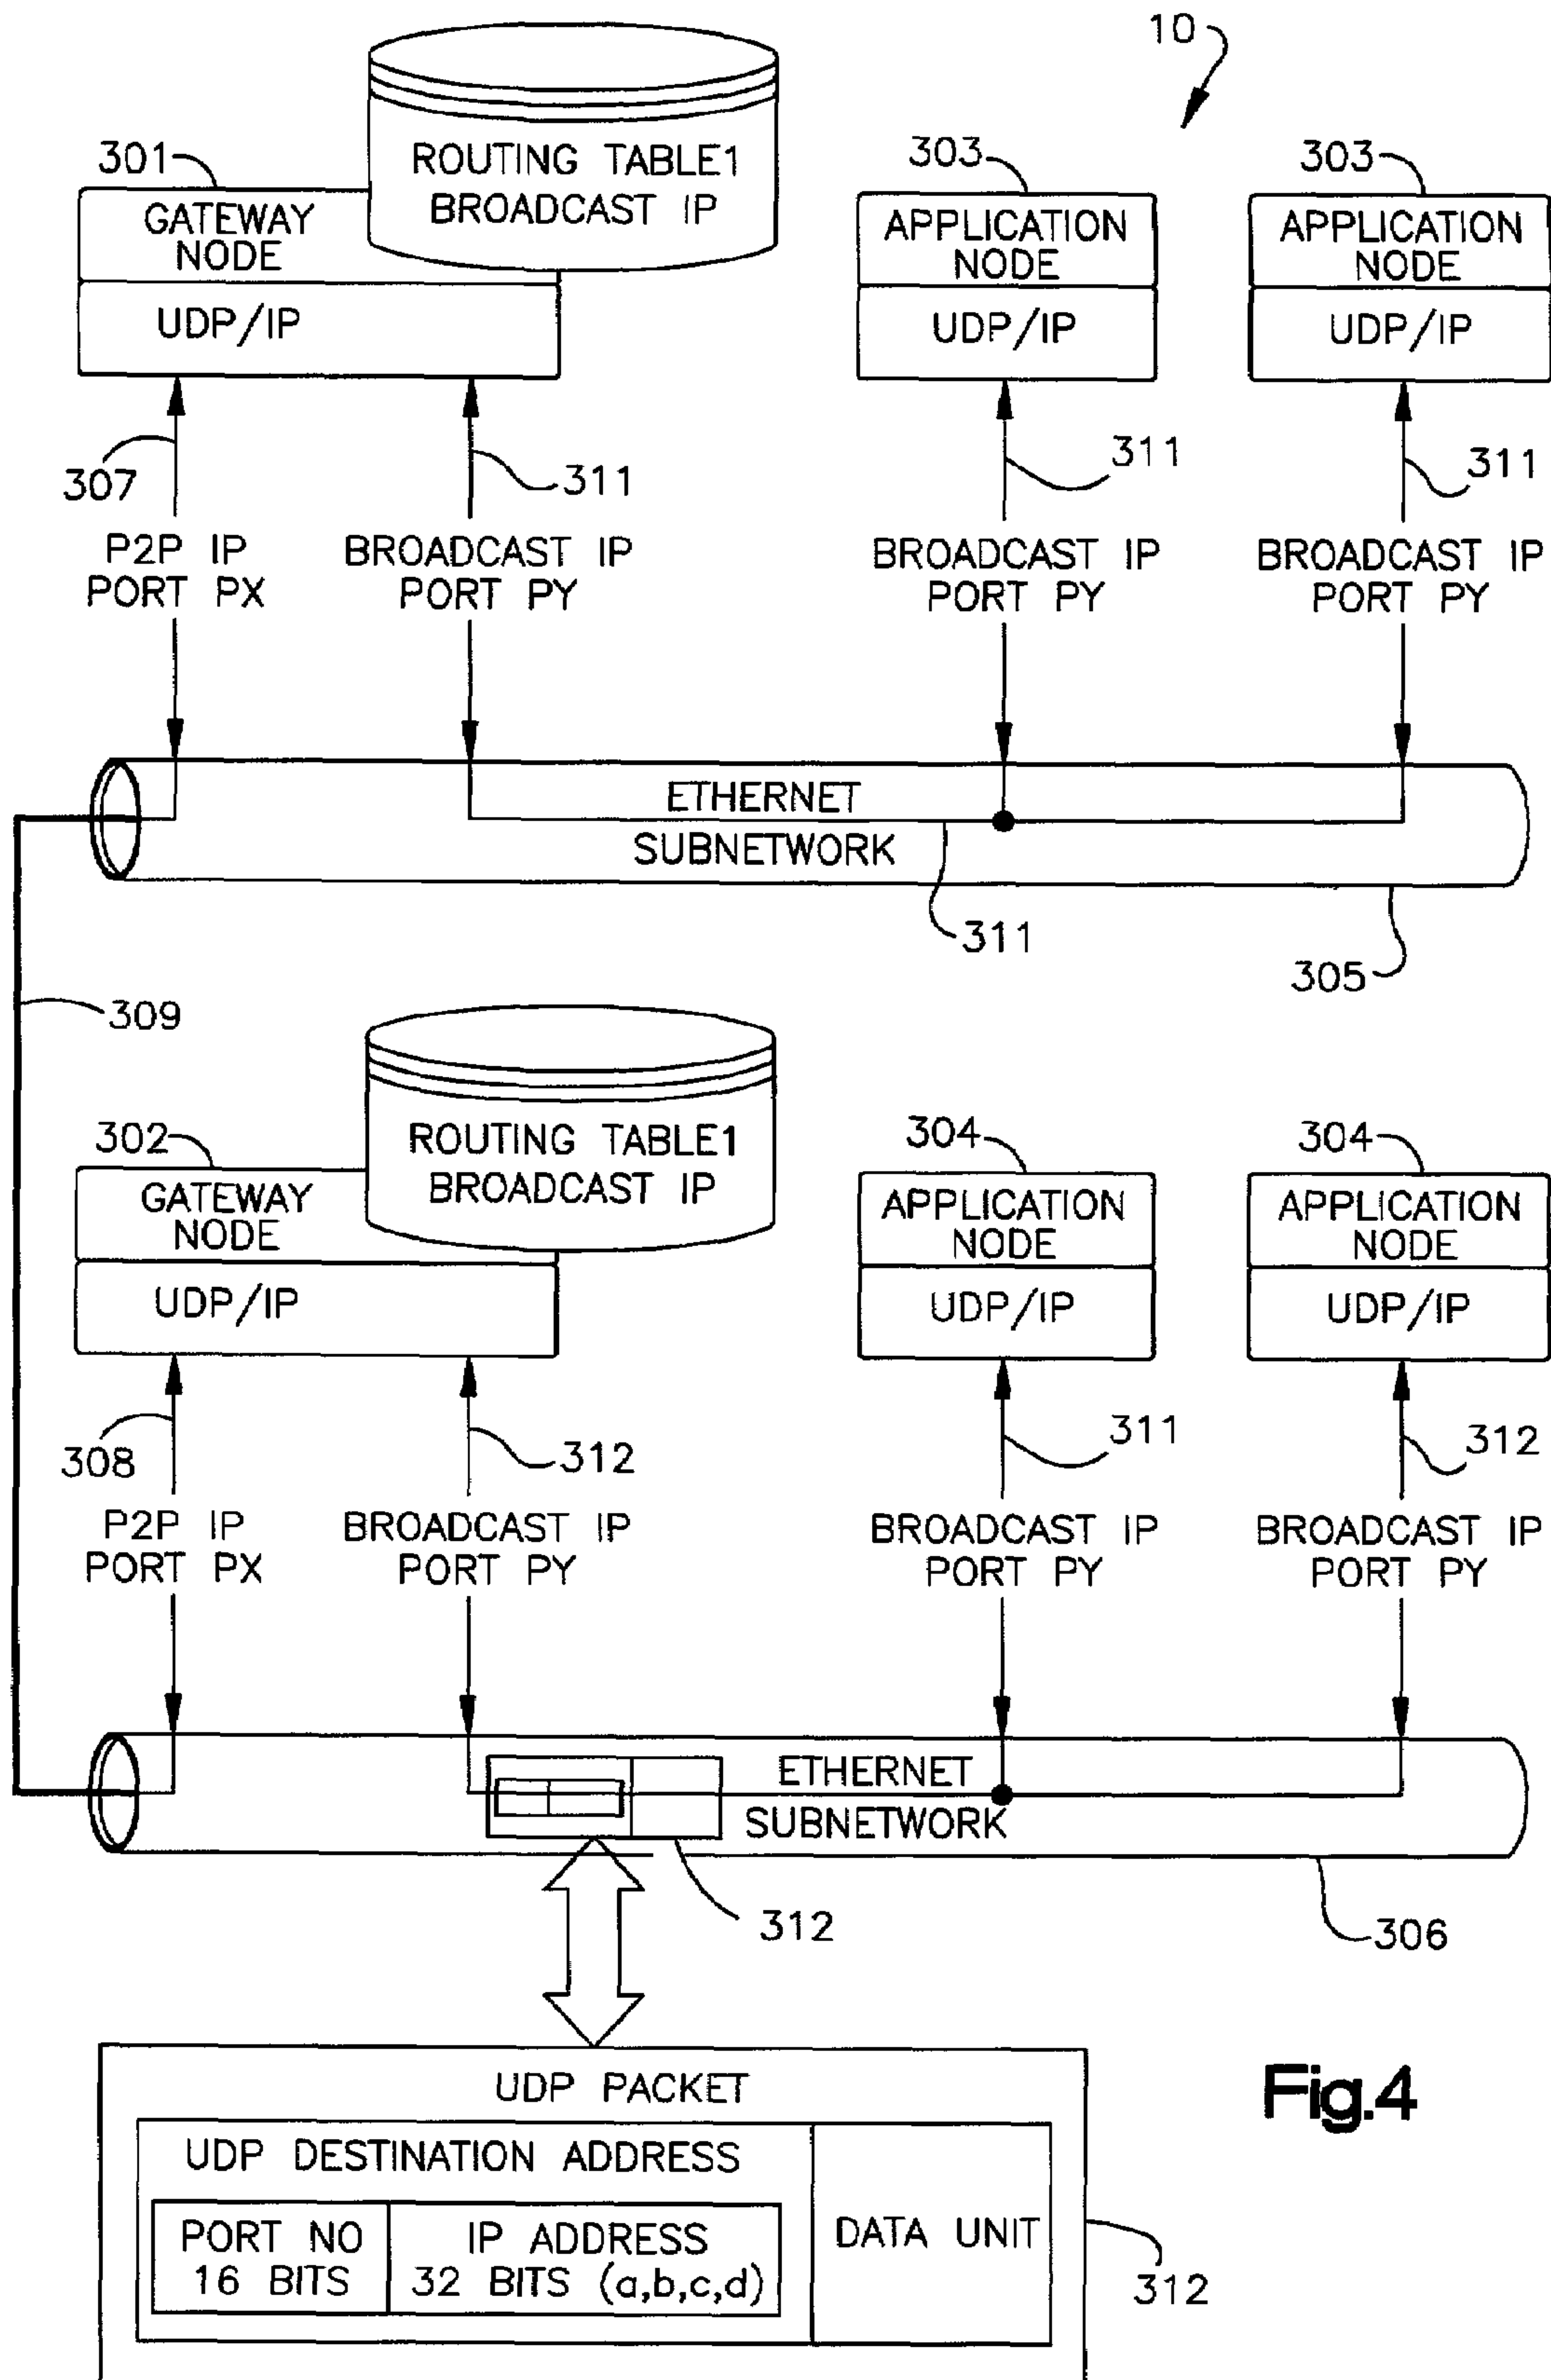 10
301
ROUTING TABLE1
BROADCAST IP
303
303
GATEWAY
NODE
APPLICATION
NODE
APPLICATION
NODE
UDP/IP
UDP/IP
UDP/IP
307
311
311
311
P2P IP
PORT PX
BROADCAST IP
PORT PY
BROADCAST IP
PORT PY
BROADCAST IP
PORT PY
ETHERNET
SUBNETWORK
311
305
309
302
ROUTING TABLE1
BROADCAST IP
304
304
GATEWAY
NODE
APPLICATION
NODE
APPLICATION
NODE
UDP/IP
UDP/IP
UDP/IP
308
312
311
312
P2P IP
PORT PX
BROADCAST IP
PORT PY
BROADCAST IP
PORT PY
BROADCAST IP
PORT PY
ETHERNET
SUBNETWORK
312
306
UDP PACKET
Fig.4
UDP DESTINATION ADDRESS
PORT NO
16 BITS
IP ADDRESS
32 BITS (a,b,c,d)
DATA UNIT
312